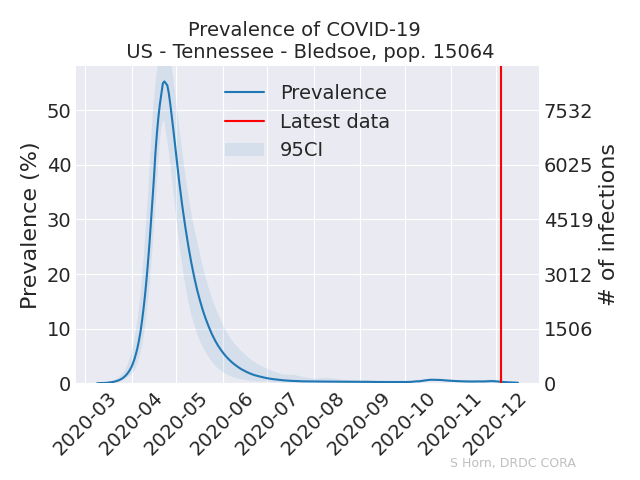 Prevalence of COVID-19
US - Tennessee - Bledsoe, pop. 15064
Prevalence
Latest data
95CI
Prevalence (%)
50
40
30
20
10
0
7532
6025
4519
3012
1506
0
# of infections
2020-03
2020-04
2020-05
2020-06
2020-07
2020-08
2020-09
2020-10
2020-11
2020-12
S Horn, DRDC CORA